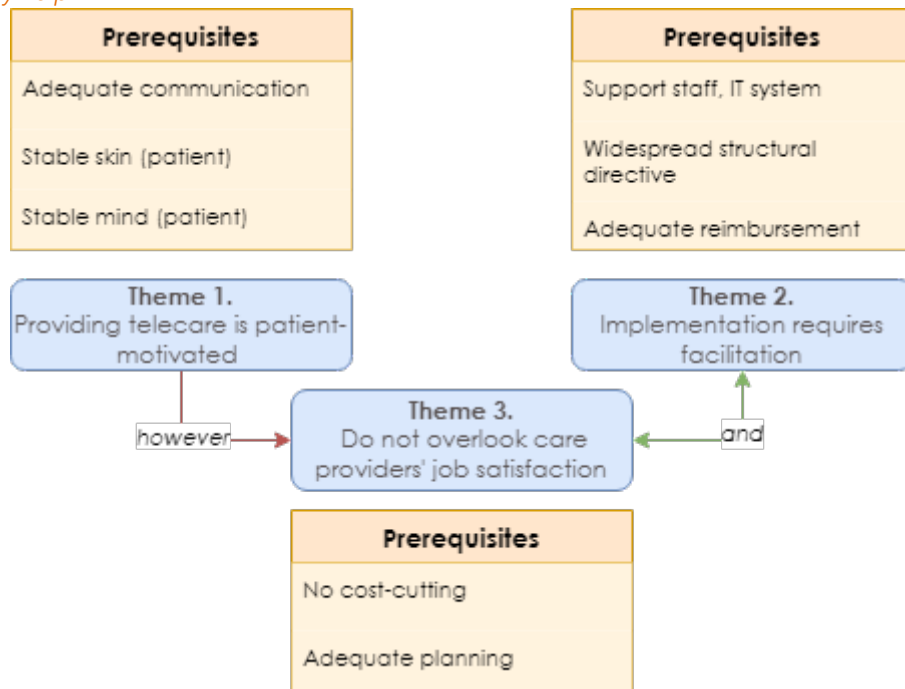 Prerequisites
Adequate communication
Stable skin (patient)
Stable mind (patient)
Prerequisites
Support staff, IT system
Widespread structural
directive
Adequate reimbursement
Theme 1.
Providing telecare is patient-
motivated
Theme 2.
Implementation requires
facilitation
however
Theme 3.
Do not overlook care
providers' job satisfaction
and
Prerequisites
No cost-cutting
Adequate planning